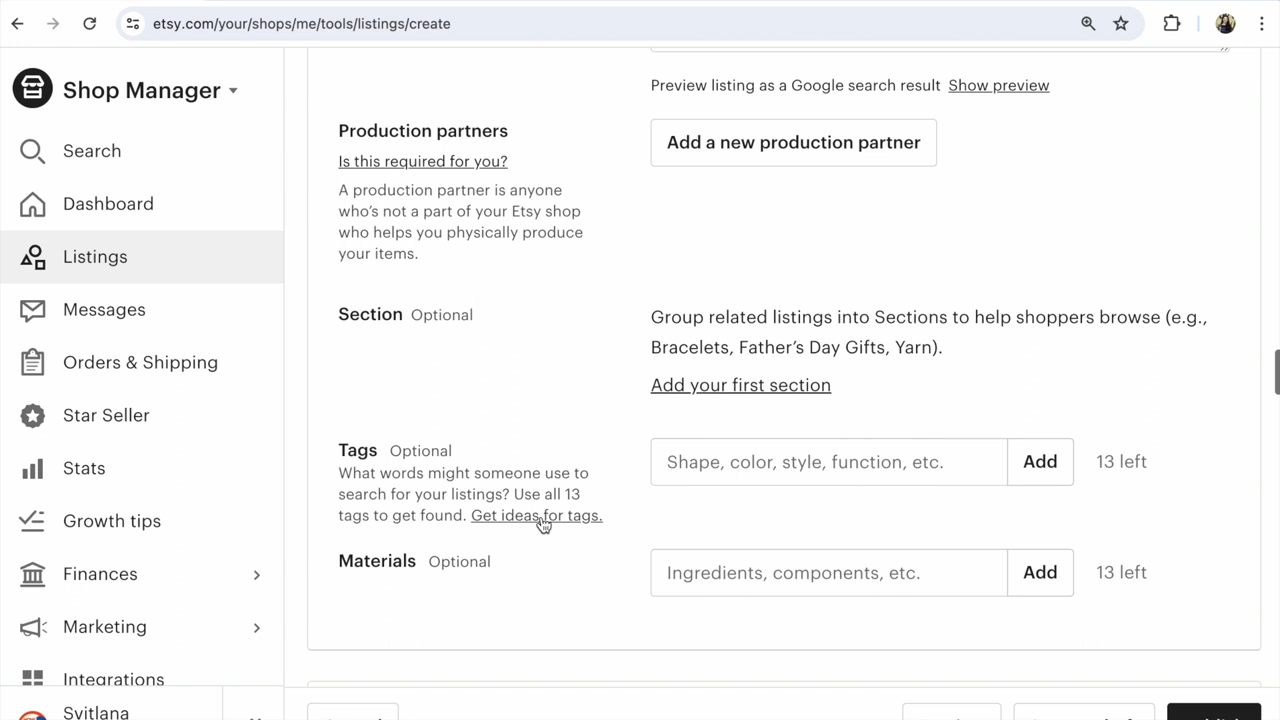 etsy.com/your/shops/me/tools/listings/create
Shop Manager
Search
Dashboard
Listings
Messages
Orders & Shipping
Star Seller
Stats
Growth tips
Finances
Marketing
Integrations
Svitlana
Preview listing as a Google search result Show preview
Production partners
Is this required for you?
A production partner is anyone
who's not a part of your Etsy shop
who helps you physically produce
your items.
Add a new production partner
Section Optional
Group related listings into Sections to help shoppers browse (e.g.,
Bracelets, Father's Day Gifts, Yarn).
Add your first section
Tags Optional
What words might someone use to
search for your listings? Use all 13
tags to get found. Get ideas for tags.
Shape, color, style, function, etc. Add 13 left
Materials Optional
Ingredients, components, etc. Add 13 left